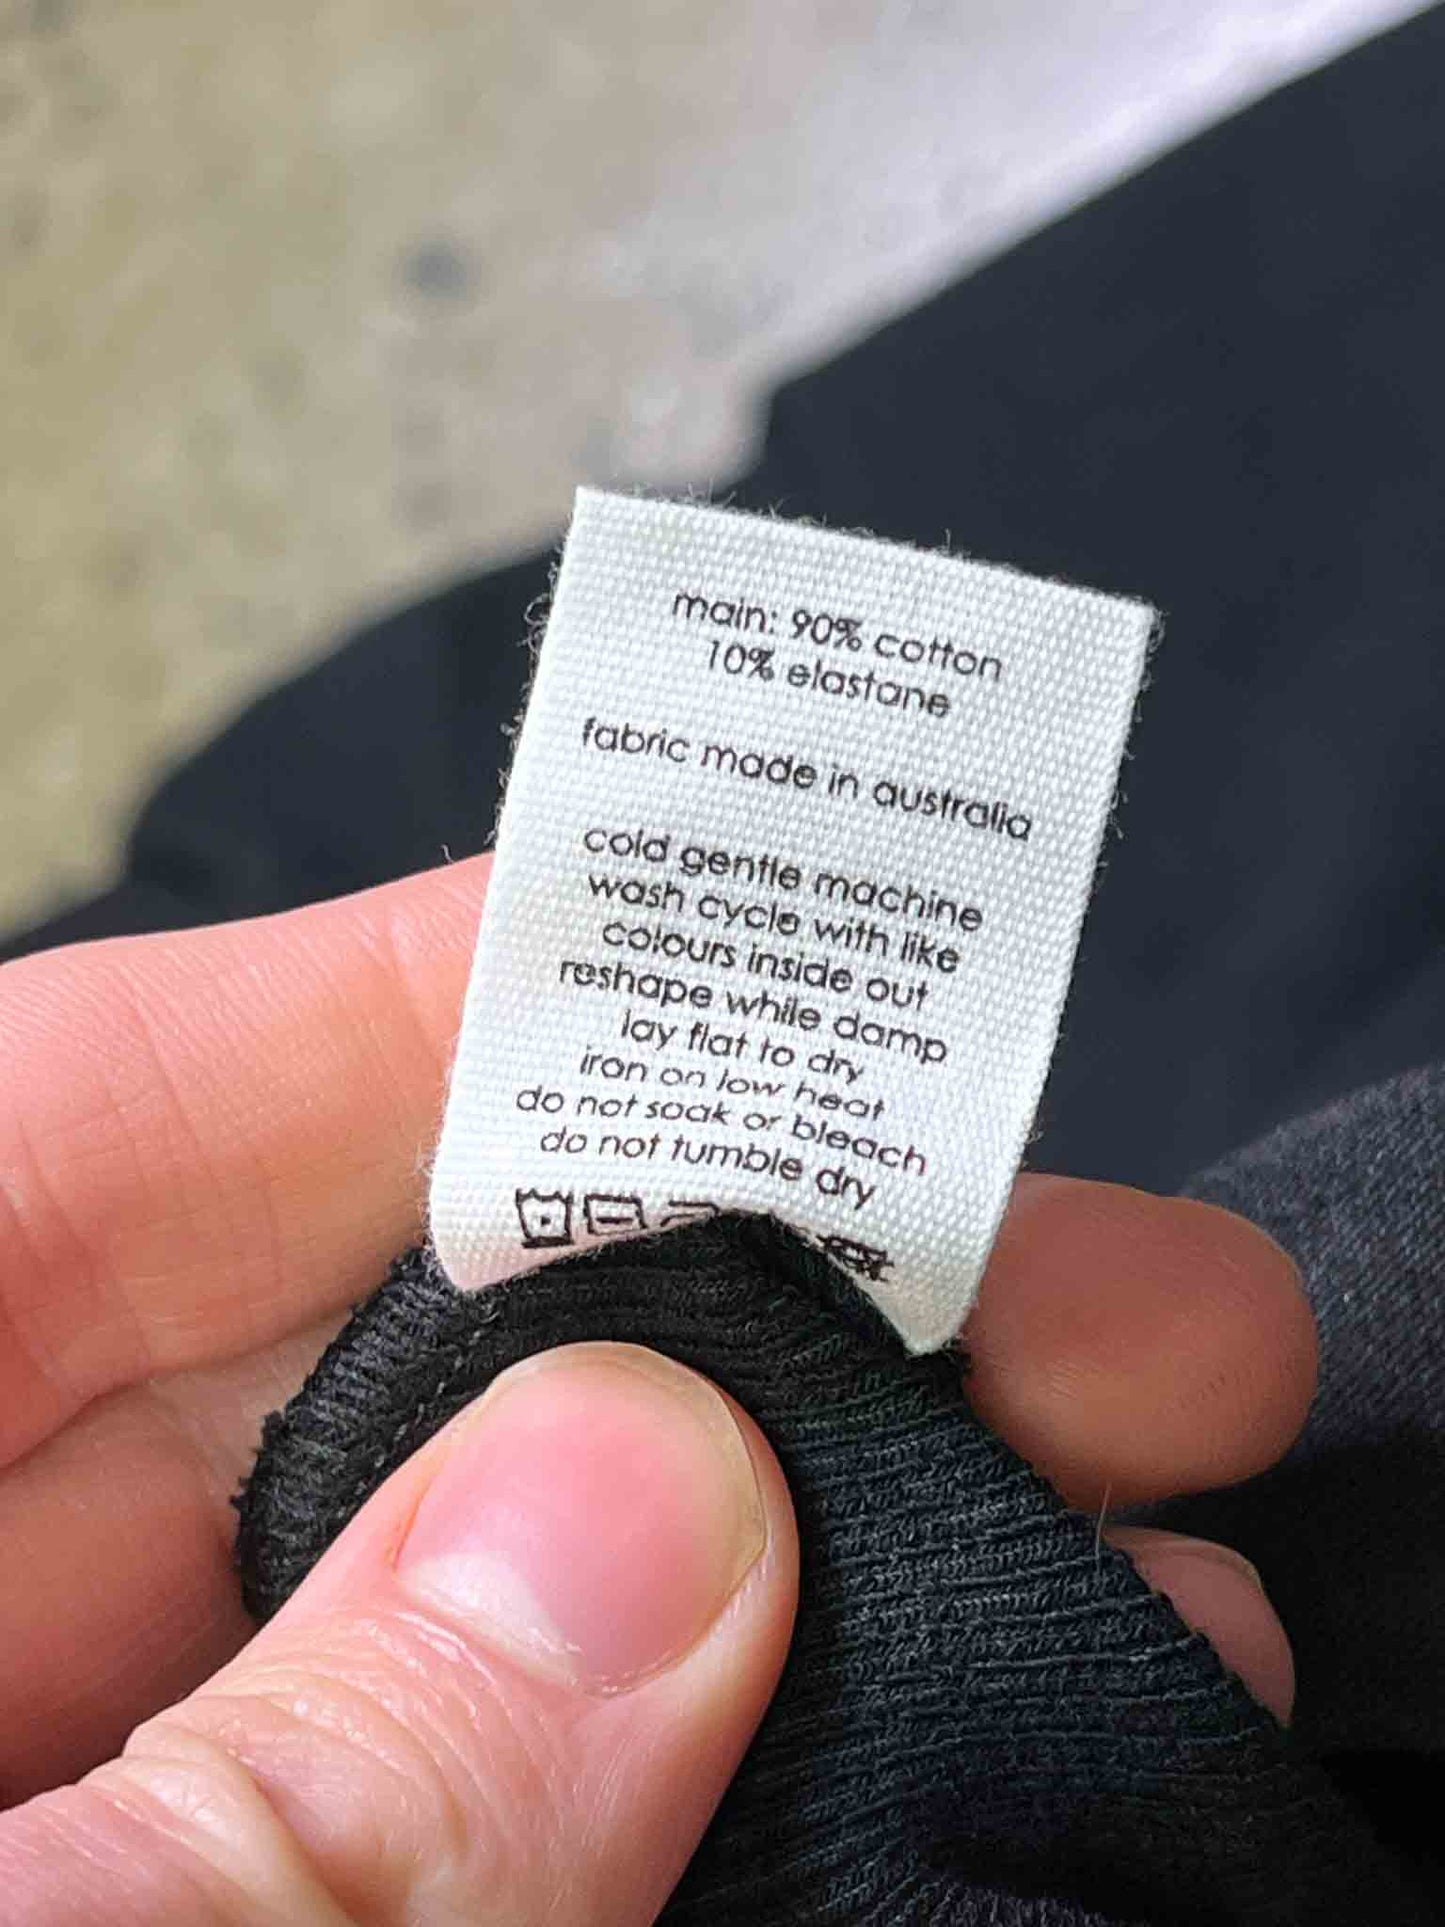 main: 90% cotton
10% elastane
fabric made in australia
cold gentle machine
wash cycle with like
colours inside out
reshape while damp
lay flat to dry
iron on low heat
do not soak or bleach
do not tumble dry